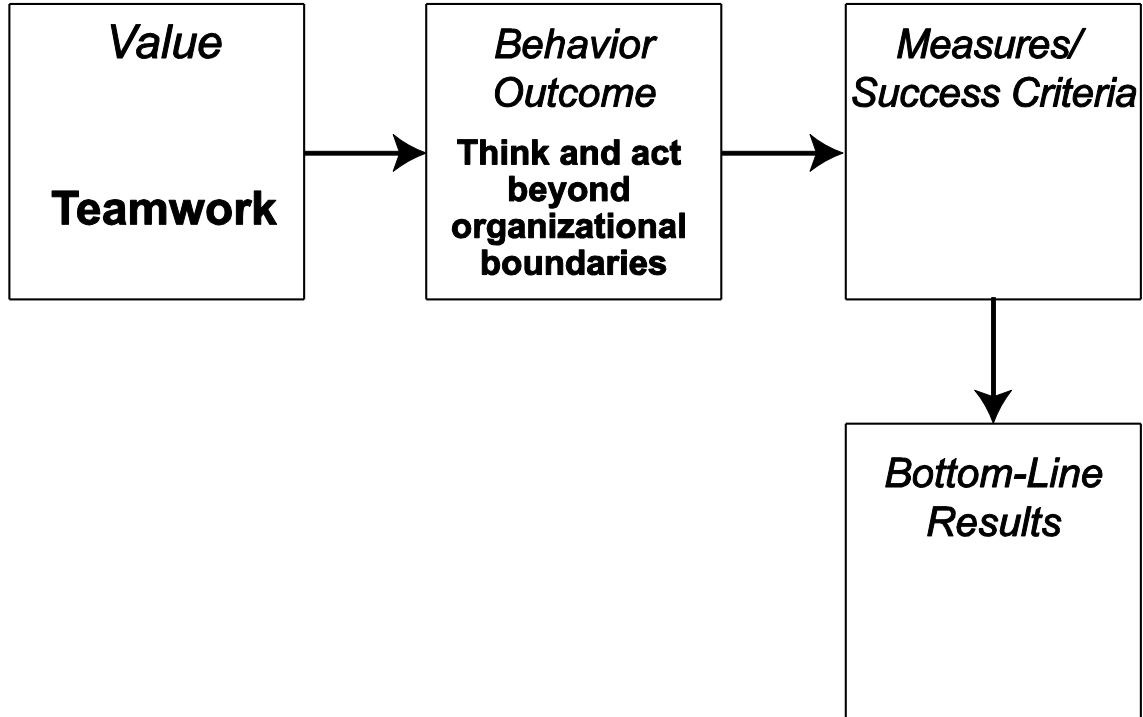 Value
Teamwork
Behavior
Outcome
Think and act
beyond
organizational
boundaries
Measures/
Success Criteria
Bottom-Line
Results